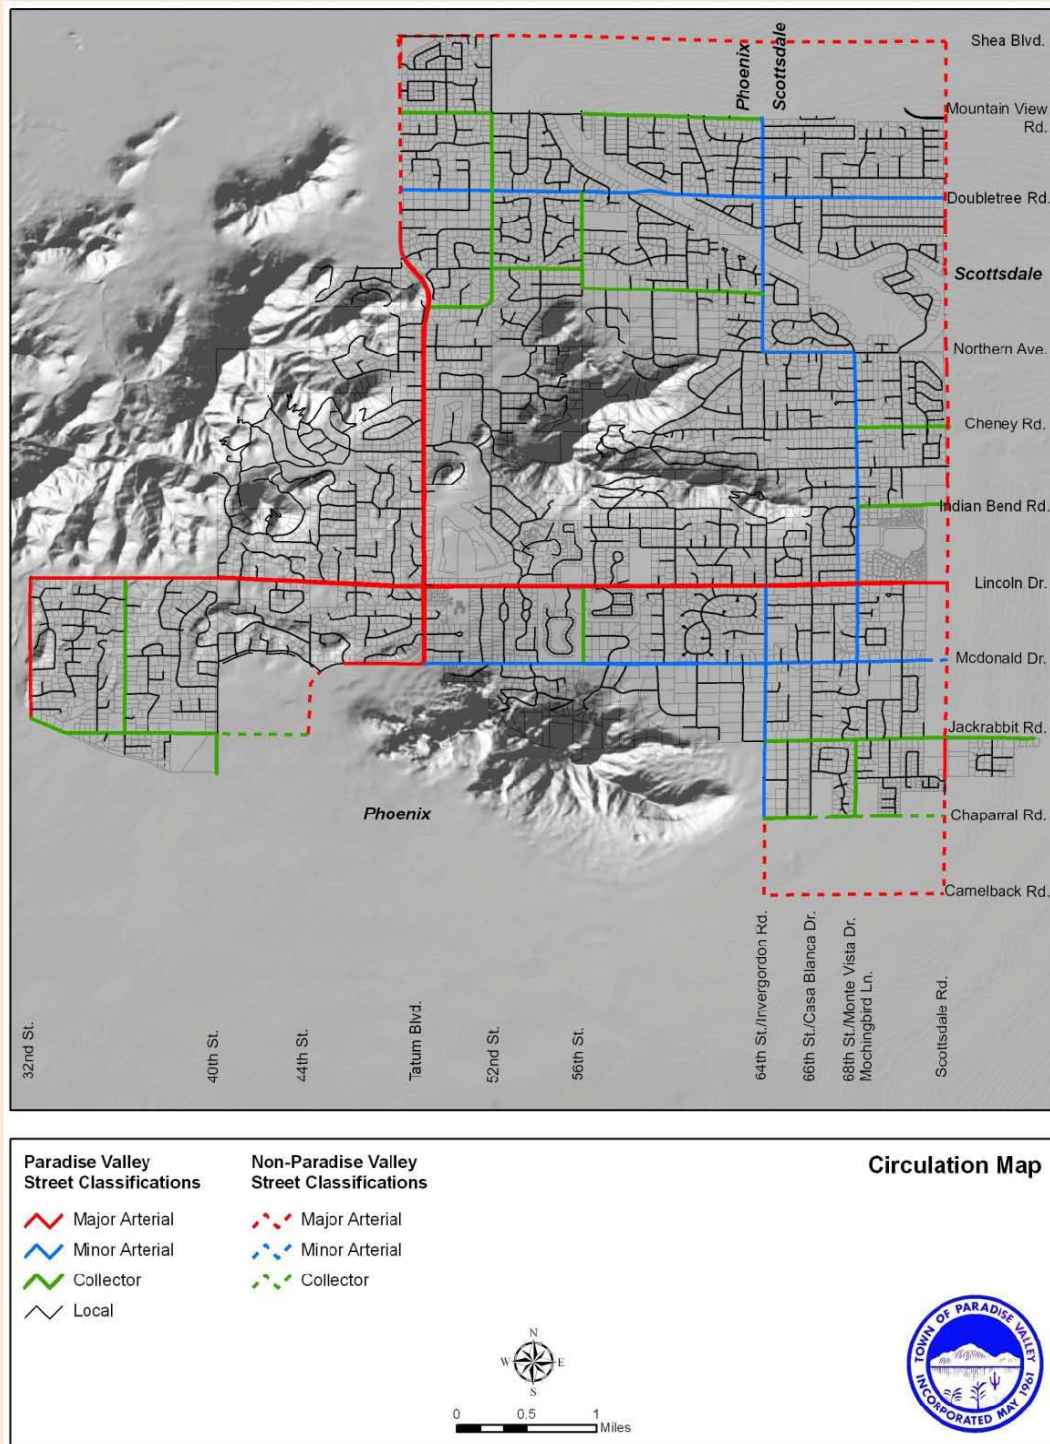 Shea Blvd.
Phoenix
Scottsdale
Mountain View
Rd.
Doubletree Rd.
Scottsdale
Northern Ave.
Cheney Rd.
Indian Bend Rd.
Lincoln Dr.
Mcdonald Dr.
Jackrabbit Rd.
Phoenix
Chaparral Rd.
Camelback Rd.
32nd St.
40th St.
44th St.
Tatum Blvd.
52nd St.
56th St.
64th St./Invergordon Rd.
66th St./Casa Blanca Dr.
68th St./Monte Vista Dr.
Mochingbird Ln.
Scottsdale Rd.
Paradise Valley
Street Classifications
Major Arterial
Minor Arterial
Collector
Local
Non-Paradise Valley
Street Classifications
Major Arterial
Minor Arterial
Collector
Circulation Map
N
W E
S
0 0.5 1
Miles
TOWN OF PARADISE VALLEY
INCORPORATED MAY 1961